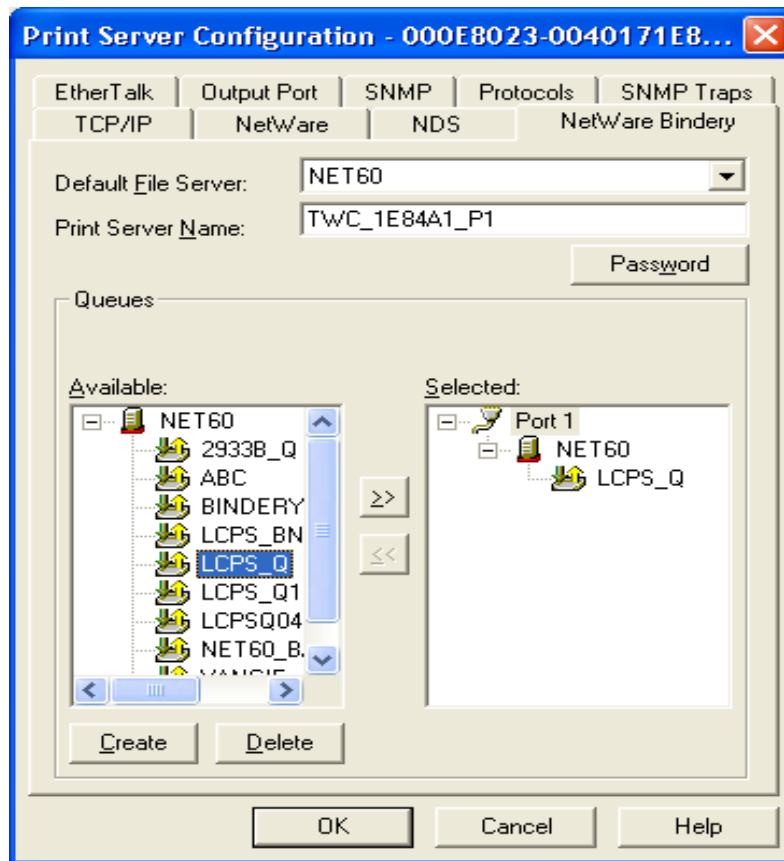 Print Server Configuration - 000E8023-0040171E8...
EtherTalk Output Port SNMP Protocols SNMP Traps
TCP/IP NetWare NDS NetWare Bindery
Default File Server: NET60
Print Server Name: TWC_1E84A1_P1
Password
Queues
Available: Selected:
NET60 Port 1
2933B_Q NET60
ABC LCPS_Q
BINDERY
LCPS_BN
>>
LCPS_Q
<<
LCPS_Q1
LCPSQ04
NET60_B.
Create Delete
OK Cancel Help